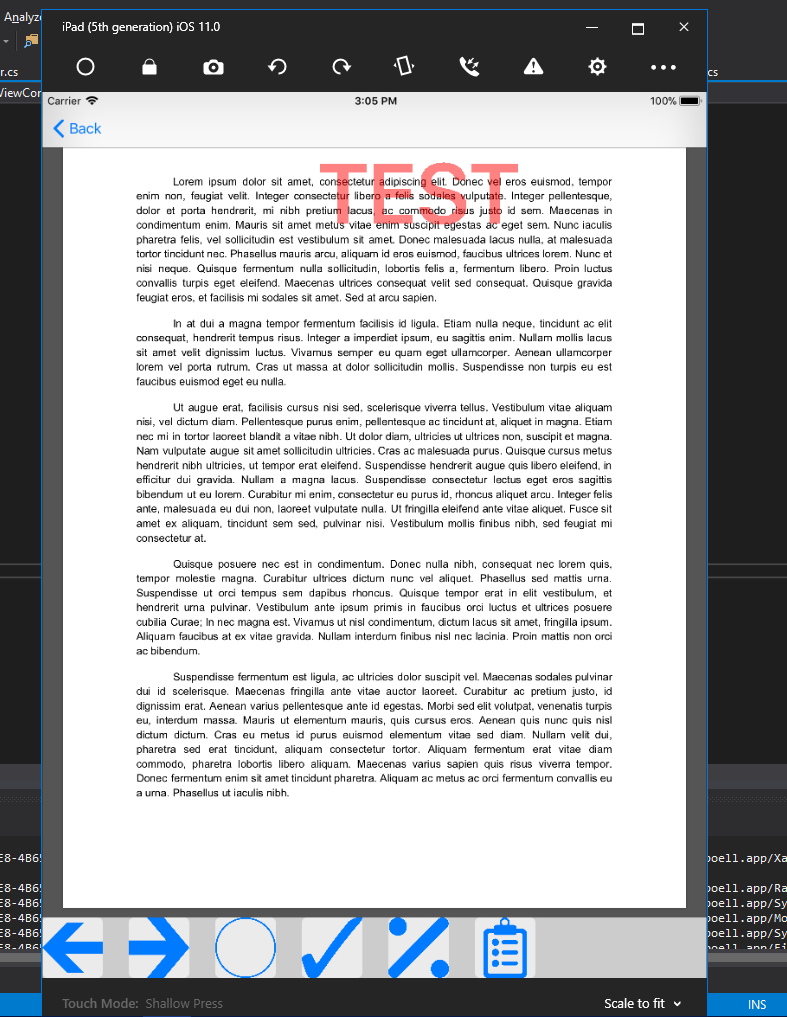 Analyz
iPad (5th generation) iOS 11.0
r.cs
cs
ViewCor
Carrier
3:05 PM
100%
Back
TEST
Lorem ipsum dolor sit amet, consectetur adipiscing elit. Donec vel eros euismod, tempor
enim non, feugiat velit. Integer consectetur libero a felis sodales vulputate. Integer pellentesque,
dolor et porta hendrerit, mi nibh pretium lacus, ac commodo risus justo id sem. Maecenas in
condimentum enim. Mauris sit amet metus vitae enim suscipit egestas ac eget sem. Nunc iaculis
pharetra felis, vel sollicitudin est vestibulum sit amet. Donec malesuada lacus nulla, at malesuada
tortor tincidunt nec. Phasellus mauris arcu, aliquam id eros euismod, faucibus ultrices lorem. Nunc et
nisi neque. Quisque fermentum nulla sollicitudin, lobortis felis a, fermentum libero. Proin luctus
convallis turpis eget eleifend. Maecenas ultrices consequat velit sed consequat. Quisque gravida
feugiat eros, et facilisis mi sodales sit amet. Sed at arcu sapien.
In at dui a magna tempor fermentum facilisis id ligula. Etiam nulla neque, tincidunt ac elit
consequat, hendrerit tempus risus. Integer a imperdiet ipsum, eu sagittis enim. Nullam mollis lacus
sit amet velit dignissim luctus. Vivamus semper eu quam eget ullamcorper. Aenean ullamcorper
lorem vel porta rutrum. Cras ut massa at dolor sollicitudin mollis. Suspendisse non turpis eu est
faucibus euismod eget eu nulla.
Ut augue erat, facilisis cursus nisi sed, scelerisque viverra tellus. Vestibulum vitae aliquam
nisi, vel dictum diam. Pellentesque purus enim, pellentesque ac tincidunt at, aliquet in magna. Etiam
nec mi in tortor laoreet blandit a vitae nibh. Ut dolor diam, ultricies ut ultrices non, suscipit et magna.
Nam vulputate augue sit amet sollicitudin ultricies. Cras ac malesuada purus. Quisque cursus metus
hendrerit nibh ultricies, ut tempor erat eleifend. Suspendisse hendrerit augue quis libero eleifend, in
efficitur dui gravida. Nullam a magna lacus. Suspendisse consectetur lectus eget eros sagittis
bibendum ut eu lorem. Curabitur mi enim, consectetur eu purus id, rhoncus aliquet arcu. Integer felis
ante, malesuada eu dui non, laoreet vulputate nulla. Ut fringilla eleifend ante vitae aliquet. Fusce sit
amet ex aliquam, tincidunt sem sed, pulvinar nisi. Vestibulum mollis finibus nibh, sed feugiat mi
consectetur at.
Quisque posuere nec est in condimentum. Donec nulla nibh, consequat nec lorem quis,
tempor molestie magna. Curabitur ultrices dictum nunc vel aliquet. Phasellus sed mattis urna.
Suspendisse ut orci tempus sem dapibus rhoncus. Quisque tempor erat in elit vestibulum, et
hendrerit urna pulvinar. Vestibulum ante ipsum primis in faucibus orci luctus et ultrices posuere
cubilia Curae; In nec magna est. Vivamus ut nisl condimentum, dictum lacus sit amet, fringilla ipsum.
Aliquam faucibus at ex vitae gravida. Nullam interdum finibus nisl nec lacinia. Proin mattis non orci
ac bibendum.
Suspendisse fermentum est ligula, ac ultricies dolor suscipit vel. Maecenas sodales pulvinar
dui id scelerisque. Maecenas fringilla ante vitae auctor laoreet. Curabitur ac pretium justo, id
dignissim erat. Aenean varius pellentesque ante id egestas. Morbi sed elit volutpat, venenatis turpis
eu, interdum massa. Mauris ut elementum mauris, quis cursus eros. Aenean quis nunc quis nisl
dictum dictum. Cras eu metus id purus euismod elementum vitae sed diam. Nullam velit dui,
pharetra sed erat tincidunt, aliquam consectetur tortor. Aliquam fermentum erat vitae diam
commodo, pharetra lobortis libero aliquam. Maecenas varius sapien quis risus viverra tempor.
Donec fermentum enim sit amet tincidunt pharetra. Aliquam ac metus ac orci fermentum convallis eu
a urna. Phasellus ut iaculis nibh.
E8-4B65 poell.app/Xa
E8-4B65 poell.app/Ra
E8-4B65 poell.app/Sy
E8-4B65 poell.app/Mo
E8-4B65 poell.app/Sy
Touch Mode: Shallow Press
Scale to fit
INS